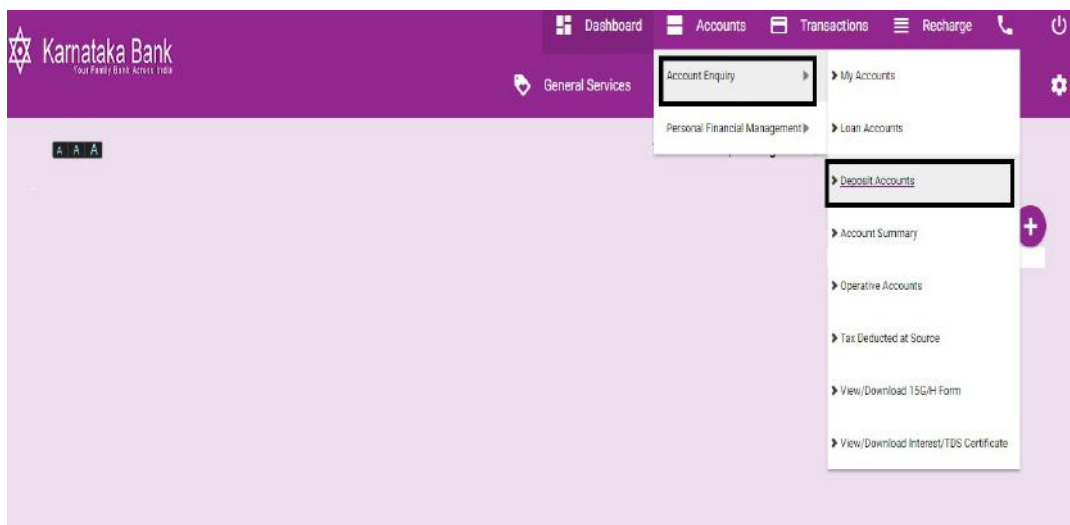 Karnataka Bank
Your Family Bank Across India
Dashboard
Accounts
Transactions
Recharge
General Services
Account Enquiry
Personal Financial Management
My Accounts
Loan Accounts
Deposit Accounts
Account Summary
Operative Accounts
Tax Deducted at Source
View/Download 15G/H Form
View/Download Interest/TDS Certificate
A A A